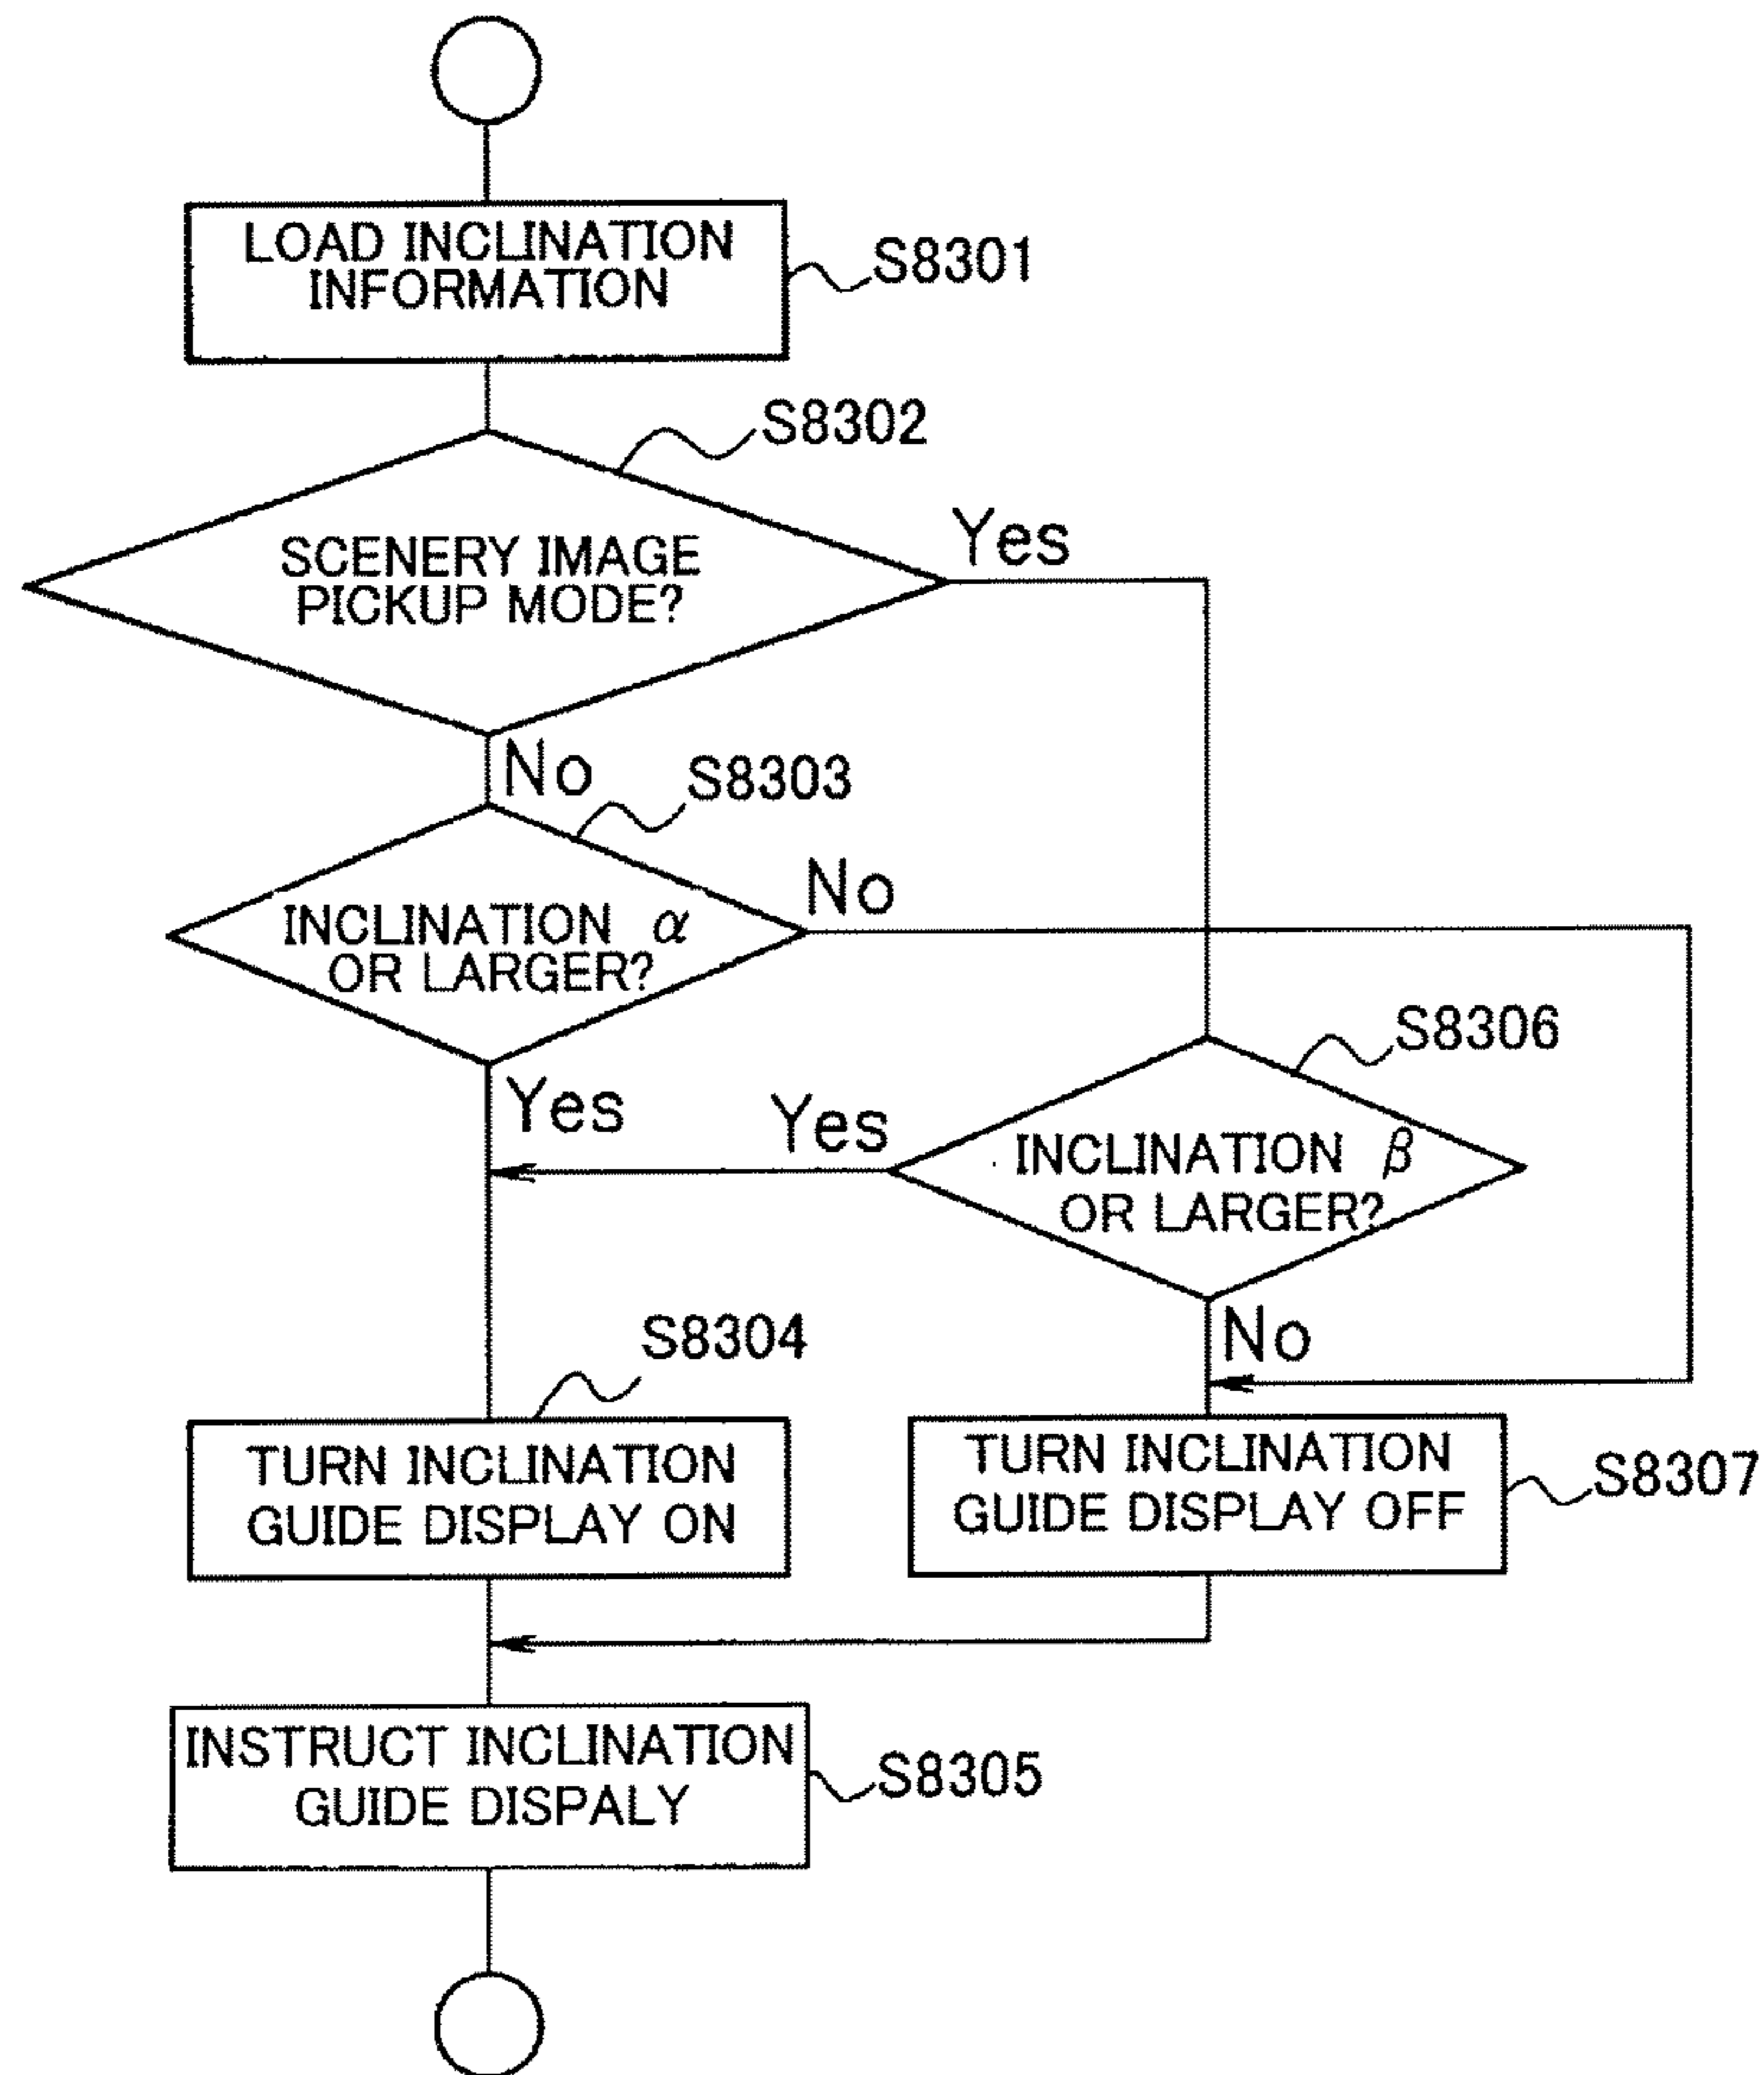 LOAD INCLINATION
INFORMATION
S8301
S8302
SCENERY IMAGE
PICKUP MODE?
Yes
No
S8303
INCLINATION α
OR LARGER?
No
Yes
S8306
INCLINATION β
OR LARGER?
Yes
No
S8304
TURN INCLINATION
GUIDE DISPLAY ON
TURN INCLINATION
GUIDE DISPLAY OFF
S8307
INSTRUCT INCLINATION
GUIDE DISPALY
S8305